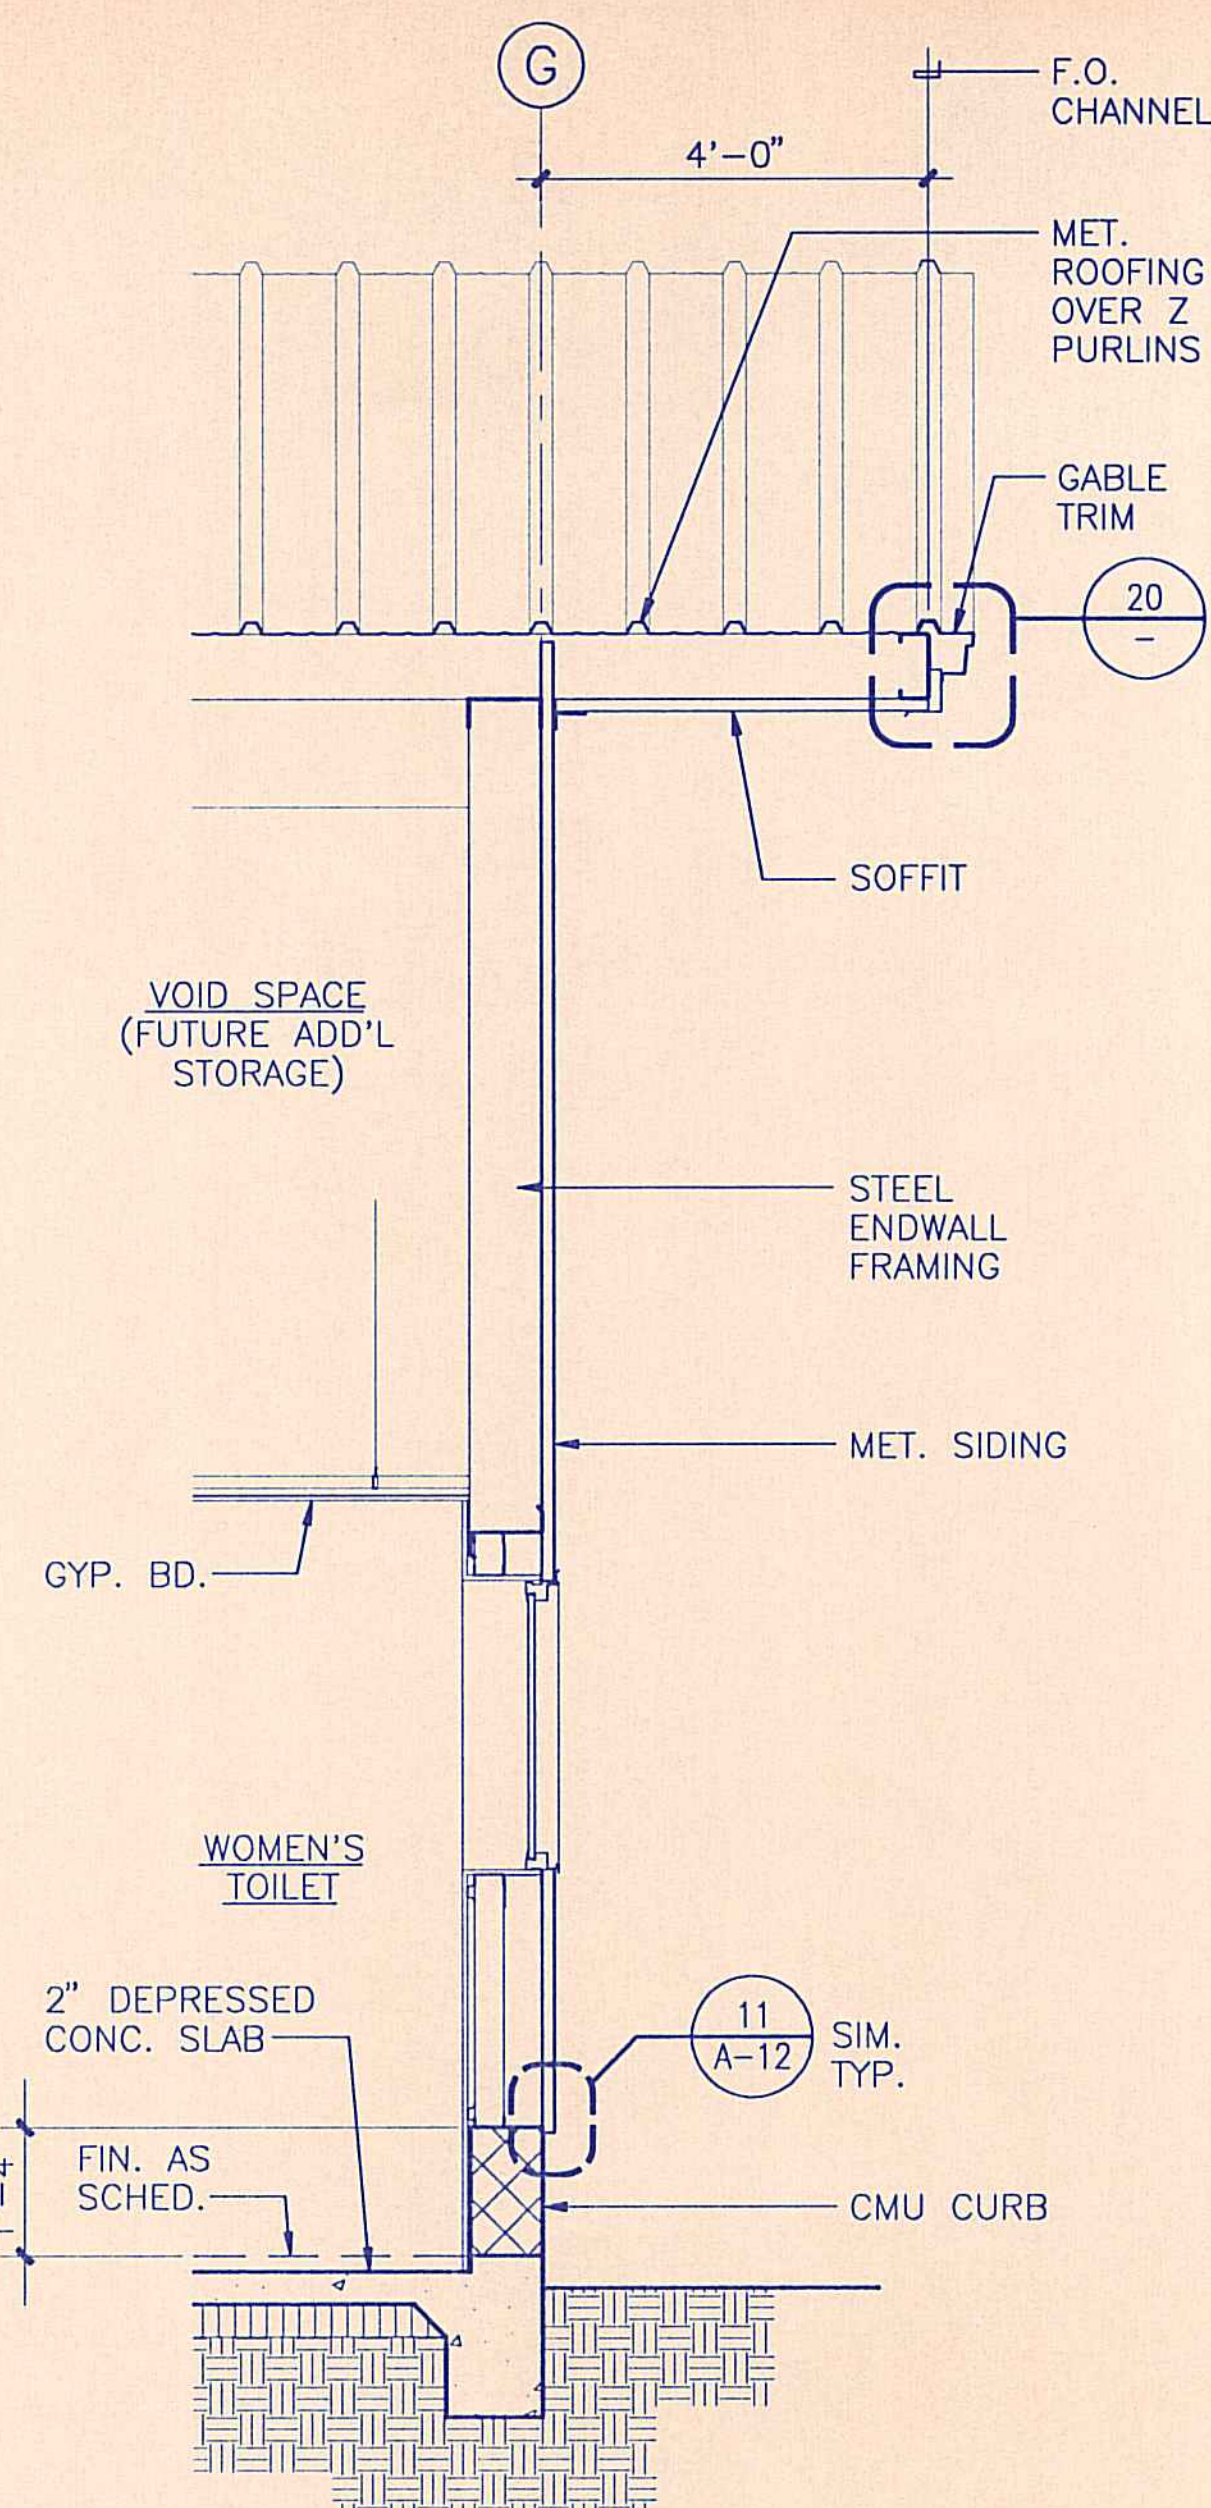 G
F.O.
CHANNEL
4'-0"
MET.
ROOFING
OVER Z
PURLINS
GABLE
TRIM
20
-
SOFFIT
VOID SPACE
(FUTURE ADD'L
STORAGE)
STEEL
ENDWALL
FRAMING
MET. SIDING
GYP. BD.
WOMEN'S
TOILET
2" DEPRESSED
CONC. SLAB
11
A-12
SIM.
TYP.
FIN. AS
SCHED.
CMU CURB